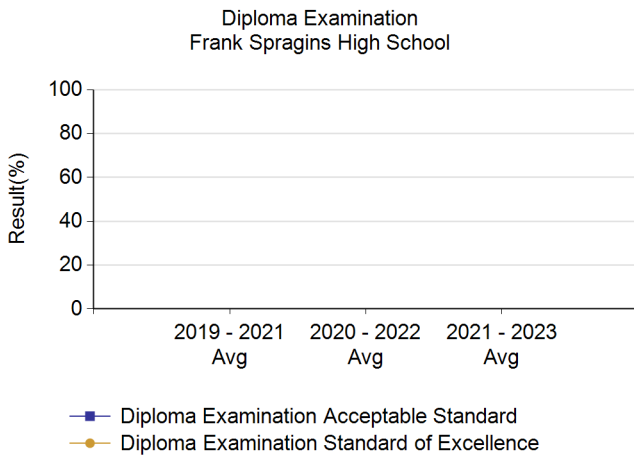 Diploma Examination
Frank Spragins High School
Result(%)
100
80
60
40
20
0
2019 - 2021 2020 - 2022 2021 - 2023
Avg Avg Avg
Diploma Examination Acceptable Standard
Diploma Examination Standard of Excellence